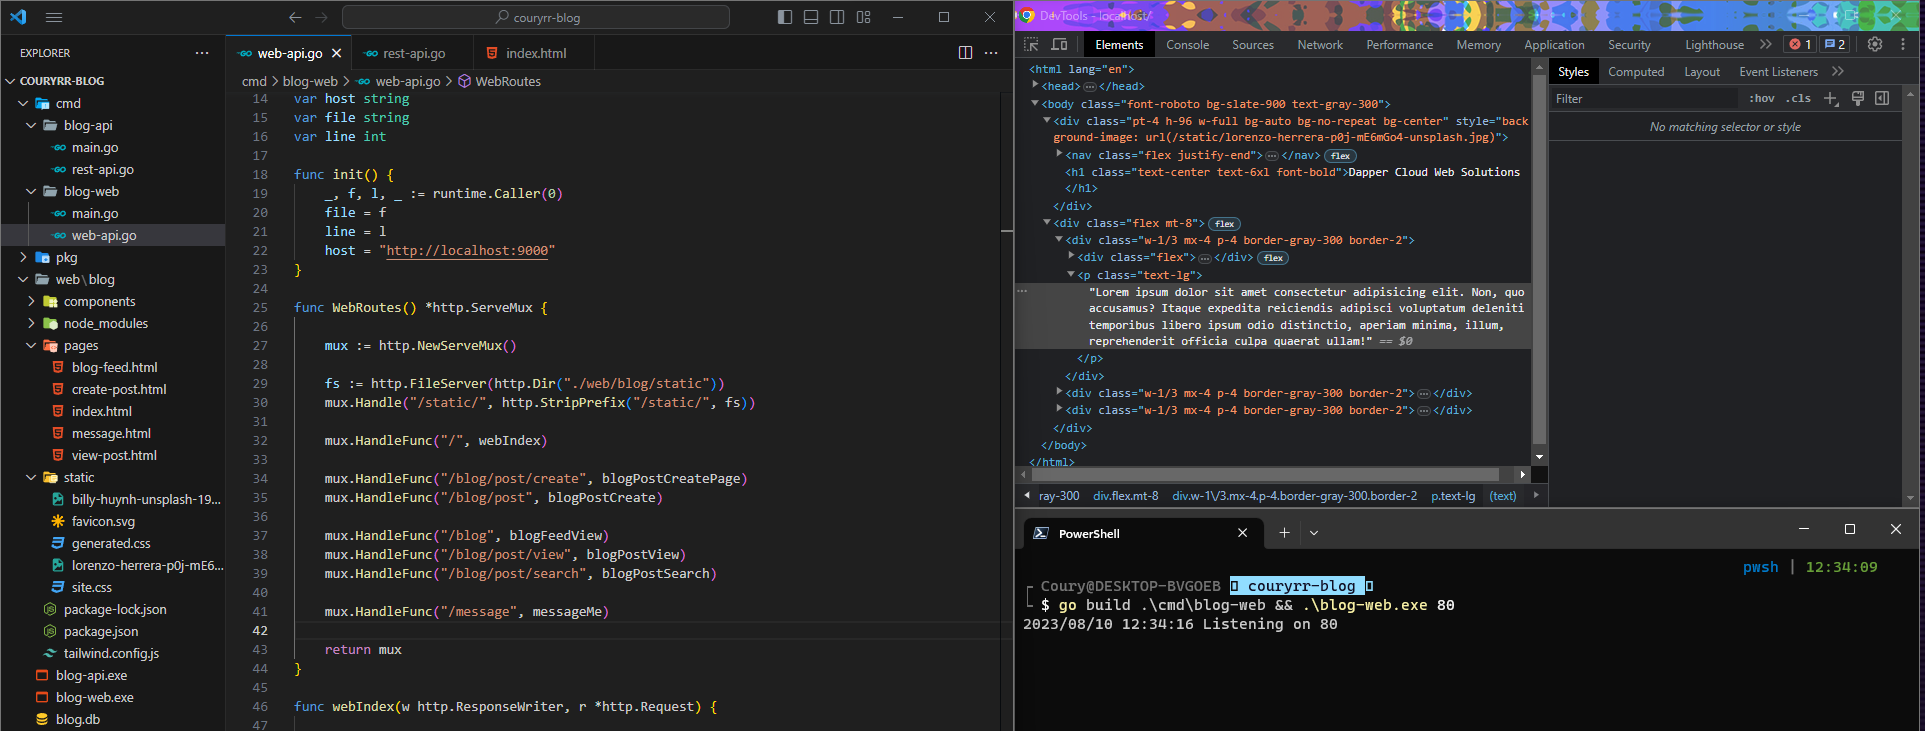 couryrr-blog
EXPLORER
COURYRR-BLOG
cmd
blog-api
main.go
rest-api.go
blog-web
main.go
web-api.go
pkg
web\blog
components
node_modules
pages
blog-feed.html
create-post.html
index.html
message.html
view-post.html
static
billy-huynh-unsplash-19...
favicon.svg
generated.css
lorenzo-herrera-p0j-mE6...
site.css
package-lock.json
package.json
tailwind.config.js
blog-api.exe
blog-web.exe
blog.db
web-api.go rest-api.go index.html
cmd > blog-web > web-api.go > WebRoutes
14 var host string
15 var file string
16 var line int
17
18 func init() {
19 _, f, l, _ := runtime.Caller(0)
20 file = f
21 line = l
22 host = "http://localhost:9000"
23 }
24
25 func WebRoutes() *http.ServeMux {
26
27 mux := http.NewServeMux()
28
29 fs := http.FileServer(http.Dir("./web/blog/static"))
30 mux.Handle("/static/", http.StripPrefix("/static/", fs))
31
32 mux.HandleFunc("/", webIndex)
33
34 mux.HandleFunc("/blog/post/create", blogPostCreatePage)
35 mux.HandleFunc("/blog/post", blogPostCreate)
36
37 mux.HandleFunc("/blog", blogFeedView)
38 mux.HandleFunc("/blog/post/view", blogPostView)
39 mux.HandleFunc("/blog/post/search", blogPostSearch)
40
41 mux.HandleFunc("/message", messageMe)
42
43 return mux
44 }
45
46 func webIndex(w http.ResponseWriter, r *http.Request) {
47
DevTools - localhost/
Elements Console Sources Network Performance Memory Application Security Lighthouse 1 2
<html lang="en">
<head>…</head>
<body class="font-roboto bg-slate-900 text-gray-300">
<div class="pt-4 h-96 w-full bg-auto bg-no-repeat bg-center" style="back
ground-image: url(/static/lorenzo-herrera-p0j-mE6mGo4-unsplash.jpg)">
<nav class="flex justify-end">…</nav> flex
<h1 class="text-center text-6xl font-bold">Dapper Cloud Web Solutions
</h1>
</div>
<div class="flex mt-8"> flex
<div class="w-1/3 mx-4 p-4 border-gray-300 border-2">
<div class="flex">…</div> flex
<p class="text-lg">
"Lorem ipsum dolor sit amet consectetur adipisicing elit. Non, quo
accusamus? Itaque expedita reiciendis adipisci voluptatum deleniti
temporibus libero ipsum odio distinctio, aperiam minima, illum,
reprehenderit officia culpa quaerat ullam!" == $0
</p>
</div>
<div class="w-1/3 mx-4 p-4 border-gray-300 border-2">…</div>
<div class="w-1/3 mx-4 p-4 border-gray-300 border-2">…</div>
</div>
</body>
</html>
ray-300 div.flex.mt-8 div.w-1\/3.mx-4.p-4.border-gray-300.border-2 p.text-lg (text)
Styles Computed Layout Event Listeners
Filter :hov .cls
No matching selector or style
PowerShell
pwsh | 12:34:09
Coury@DESKTOP-BVGOEB couryrr-blog
$ go build .\cmd\blog-web && .\blog-web.exe 80
2023/08/10 12:34:16 Listening on 80